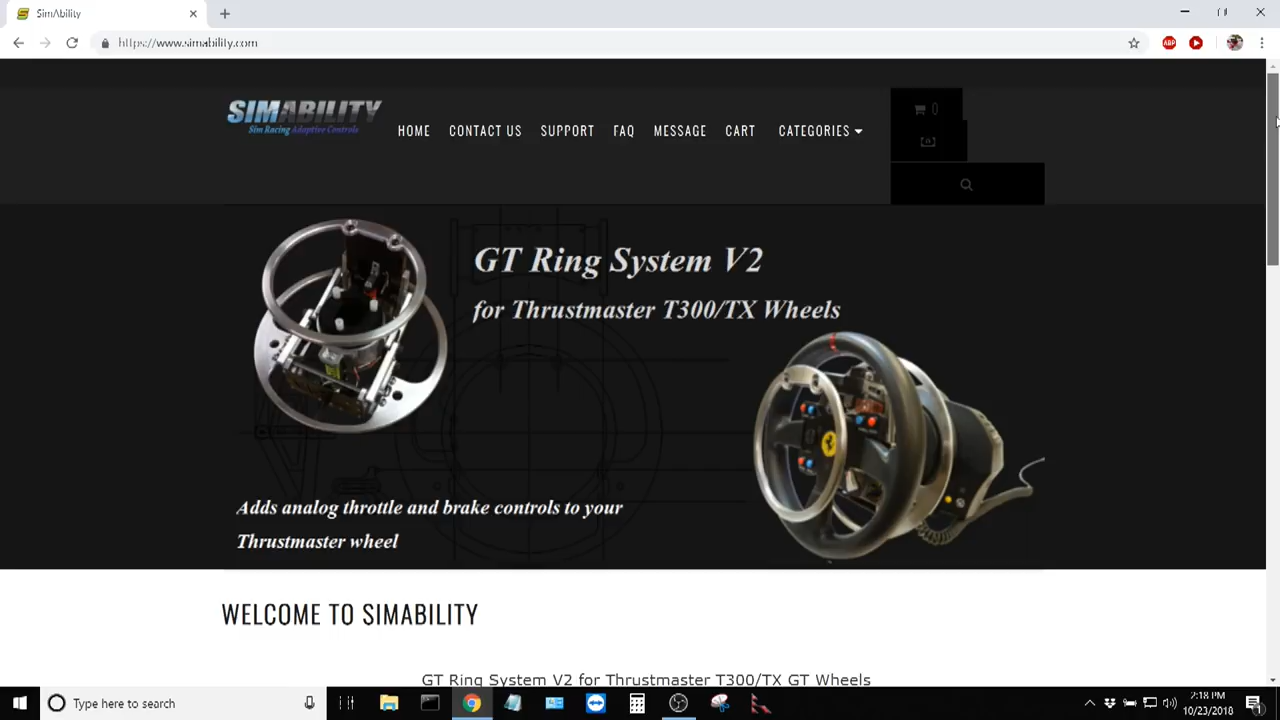 SimAbility
https://www.simability.com
ABP
SIMABILITY
Sim Racing Adaptive Controls
HOME
CONTACT US
SUPPORT
FAQ
MESSAGE
CART
CATEGORIES
0
GT Ring System V2
for Thrustmaster T300/TX Wheels
Adds analog throttle and brake controls to your
Thrustmaster wheel
WELCOME TO SIMABILITY
GT Ring System V2 for Thrustmaster T300/TX GT Wheels
Type here to search
2:18 PM
10/23/2018
1